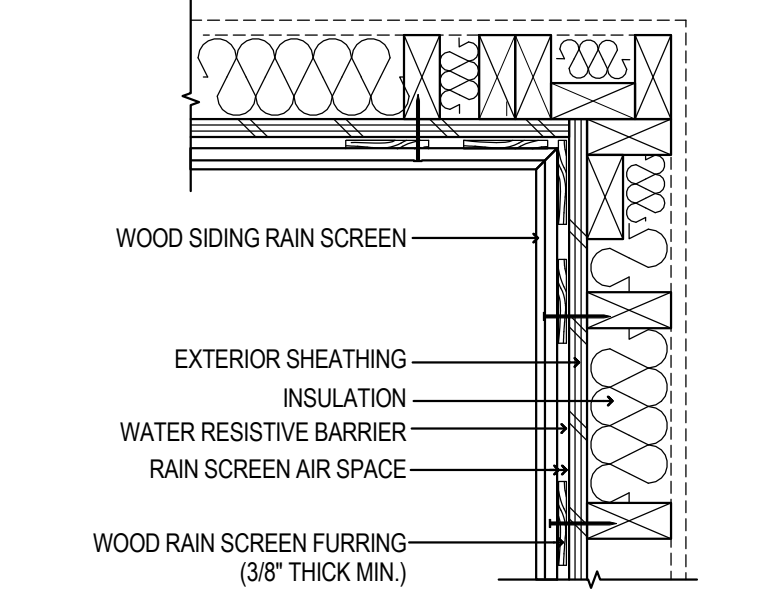 WOOD SIDING RAIN SCREEN
EXTERIOR SHEATHING
INSULATION
WATER RESISTIVE BARRIER
RAIN SCREEN AIR SPACE
WOOD RAIN SCREEN FURRING
(3/8" THICK MIN.)